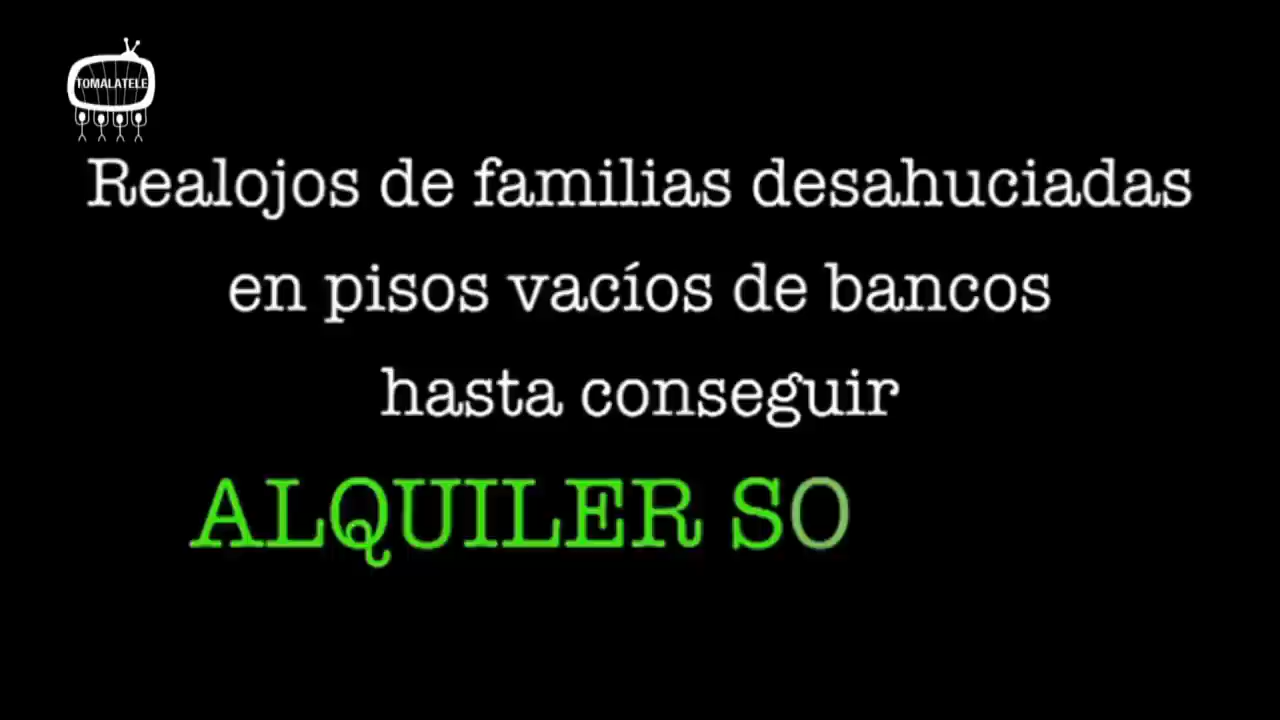 TOMALATELE
Realojos de familias desahuciadas
en pisos vacíos de bancos
hasta conseguir
ALQUILER SO